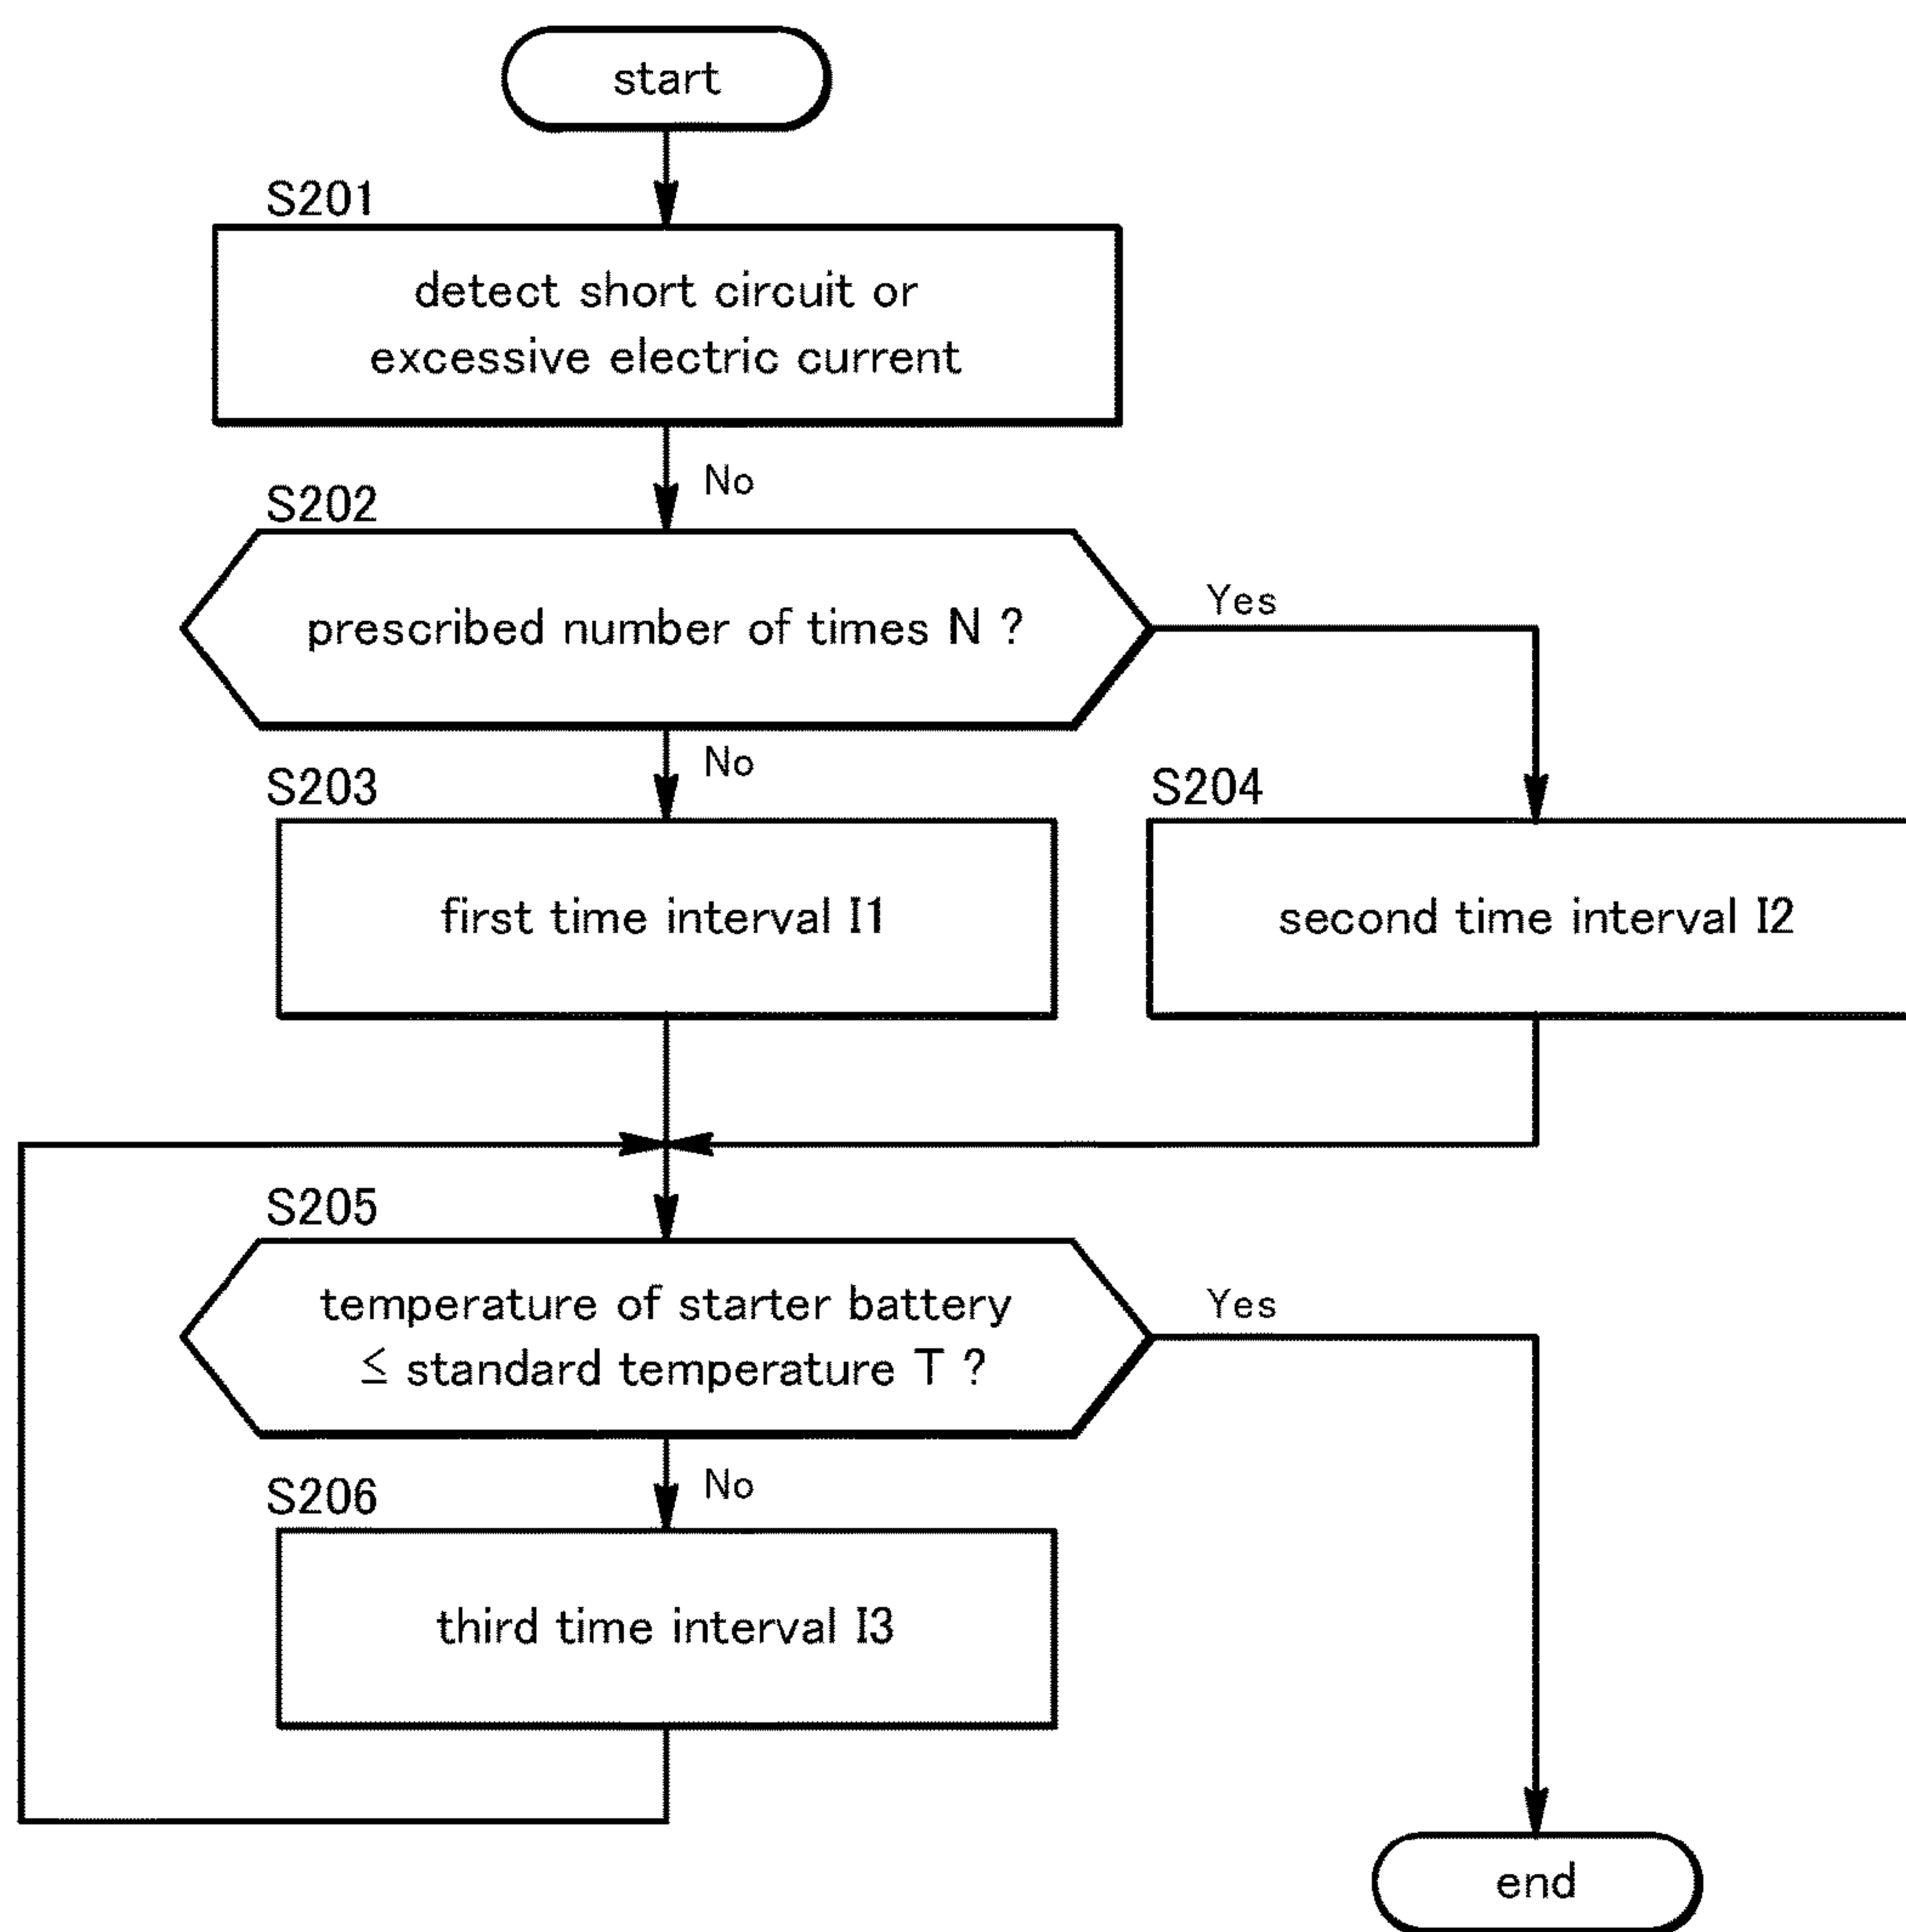 start
S201
detect short circuit or
excessive electric current
No
S202
prescribed number of times N ?
Yes
No
S203
first time interval I1
S204
second time interval I2
S205
temperature of starter battery
≤ standard temperature T ?
Yes
No
S206
third time interval I3
end